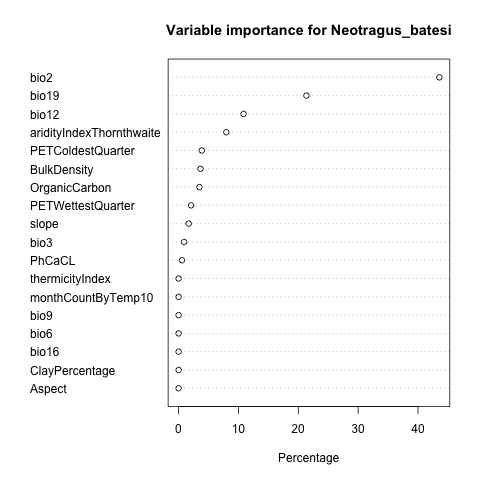 Variable importance for Neotragus_batesi
bio2
bio19
bio12
aridityIndexThornthwaite
PETColdestQuarter
BulkDensity
OrganicCarbon
PETWettestQuarter
slope
bio3
PhCaCL
thermicityIndex
monthCountByTemp10
bio9
bio6
bio16
ClayPercentage
Aspect
0 10 20 30 40
Percentage